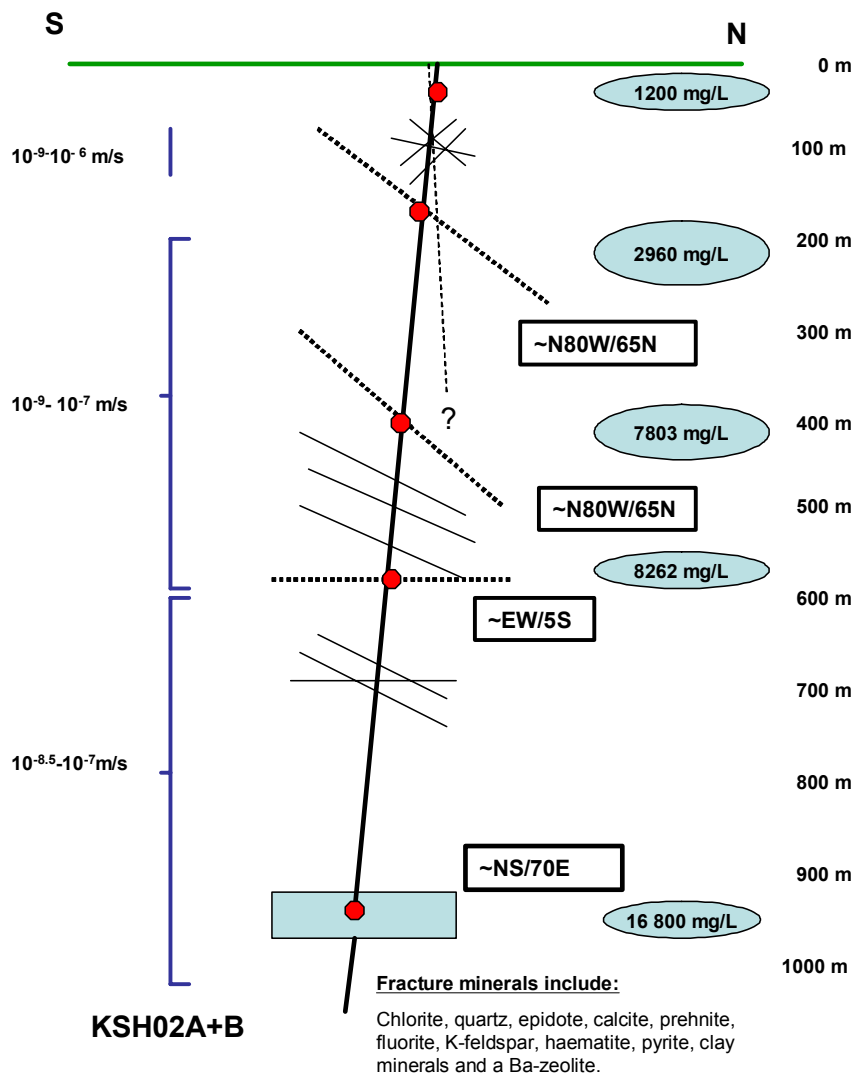 S
N
0 m
1200 mg/L
10-9-10- 6 m/s
100 m
200 m
2960 mg/L
~N80W/65N
300 m
10-9- 10-7 m/s
?
7803 mg/L
400 m
~N80W/65N
500 m
8262 mg/L
600 m
~EW/5S
700 m
10-8.5-10-7m/s
800 m
~NS/70E
900 m
16 800 mg/L
1000 m
Fracture minerals include:
KSH02A+B
Chlorite, quartz, epidote, calcite, prehnite,
fluorite, K-feldspar, haematite, pyrite, clay
minerals and a Ba-zeolite.